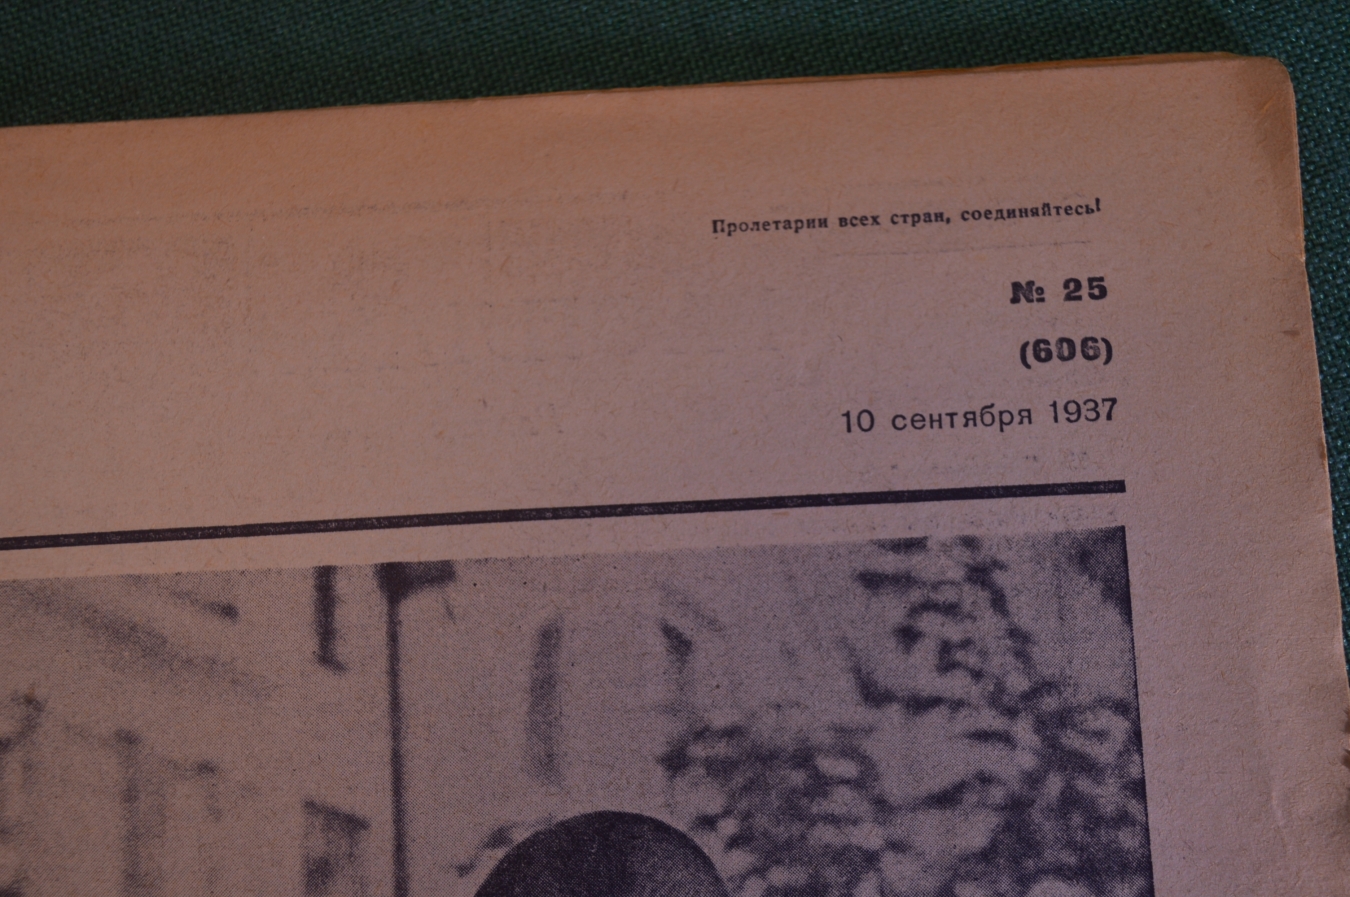 Пролетарии всех стран, соединяйтесь!
№ 25
(606)
10 сентября 1937